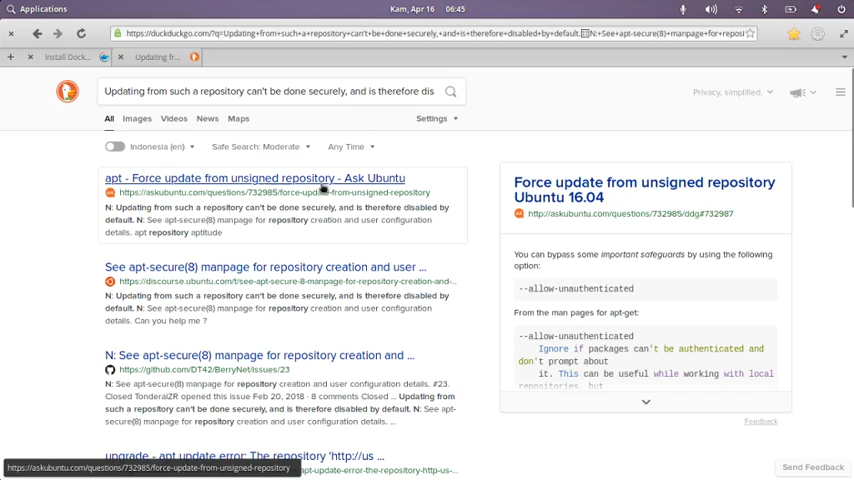 Applications
Kam, Apr 16 06:45
https://duckduckgo.com/?q=Updating+from+such+a+repository+can't+be+done+securely,+and+is+therefore+disabled+by+default.
N:+See+apt-secure(8)+manpage+for+reposi
Install Dock...
Updating fr...
Updating from such a repository can't be done securely, and is therefore dis
Privacy, simplified.
All Images Videos News Maps Settings
Indonesia (en) Safe Search: Moderate Any Time
apt - Force update from unsigned repository - Ask Ubuntu
https://askubuntu.com/questions/732985/force-update-from-unsigned-repository
N: Updating from such a repository can't be done securely, and is therefore disabled by
default. N: See apt-secure(8) manpage for repository creation and user configuration
details. apt repository aptitude
See apt-secure(8) manpage for repository creation and user ...
https://discourse.ubuntu.com/t/see-apt-secure-8-manpage-for-repository-creation-and-...
N: Updating from such a repository can't be done securely, and is therefore disabled by
default. N: See apt-secure(8) manpage for repository creation and user configuration
details. Can you help me ?
N: See apt-secure(8) manpage for repository creation and ...
https://github.com/DT42/BerryNet/issues/23
N: See apt-secure(8) manpage for repository creation and user configuration details. #23.
Closed TonderaiZR opened this issue Feb 20, 2018 · 8 comments Closed ... Updating from
such a repository can't be done securely, and is therefore disabled by default. N: See apt-
secure(8) manpage for repository creation and user configuration details. ...
upgrade - apt update error: The repository 'http://us ...
apt-update-error-the-repository-http-us-...
https://askubuntu.com/questions/732985/force-update-from-unsigned-repository
Force update from unsigned repository
Ubuntu 16.04
http://askubuntu.com/questions/732985/ddg#732987
You can bypass some important safeguards by using the following
option:
--allow-unauthenticated
From the man pages for apt-get:
--allow-unauthenticated
Ignore if packages can't be authenticated and
don't prompt about
it. This can be useful while working with local
repositories, but
Feedback
Send Feedback